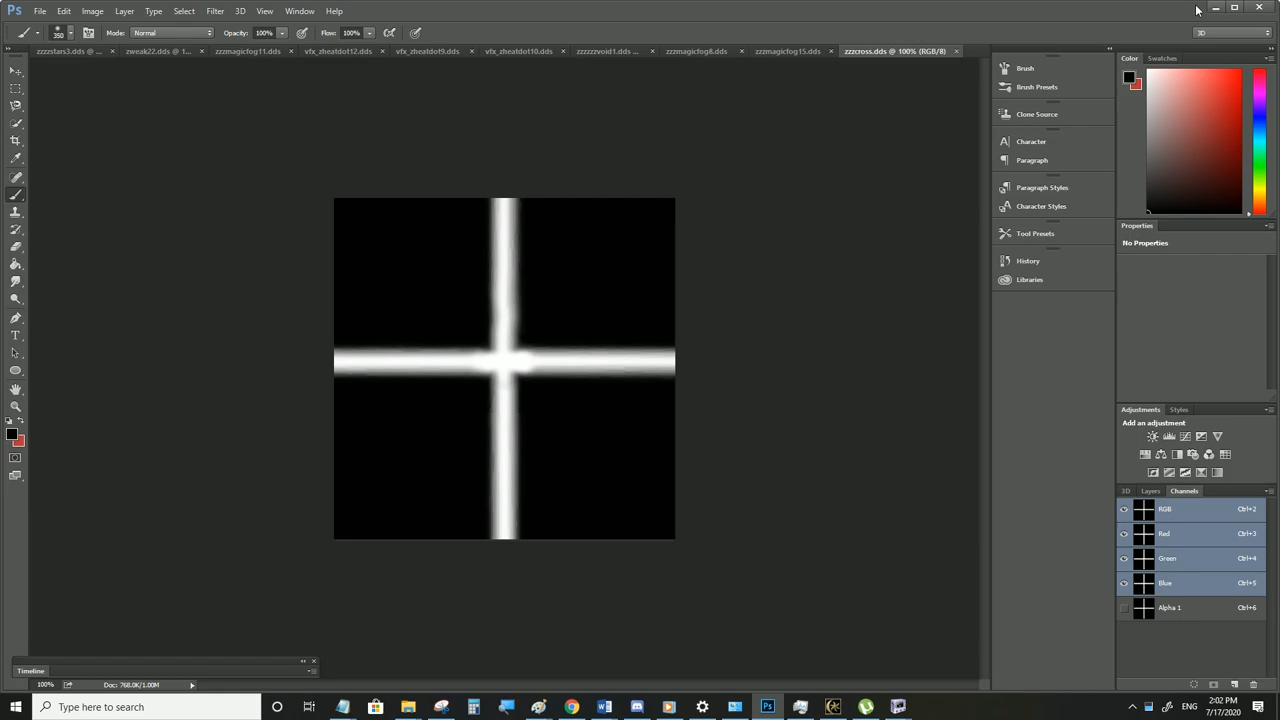 Ps File Edit Image Layer Type Select Filter 3D View Window Help
350 Mode: Normal Opacity: 100% Flow: 100% 3D
zzzstars3.dds @ ... zweak22.dds @ 1... zzzmagicfog11.dds vfx_zheatdot12.dds vfx_zheatdot9.dds vfx_zheatdot10.dds zzzzzvoid1.dds ... zzzmagicfog8.dds zzzmagicfog15.dds zzzcross.dds @ 100% (RGB/8)
Brush
Brush Presets
Clone Source
Character
Paragraph
Paragraph Styles
Character Styles
Tool Presets
History
Libraries
Color Swatches
Properties
No Properties
Adjustments Styles
Add an adjustment
3D Layers Channels
RGB Ctrl+2
Red Ctrl+3
Green Ctrl+4
Blue Ctrl+5
Alpha 1 Ctrl+6
Timeline
100% Doc: 768.0K/1.00M
Type here to search
ENG
2:02 PM
7/17/2020